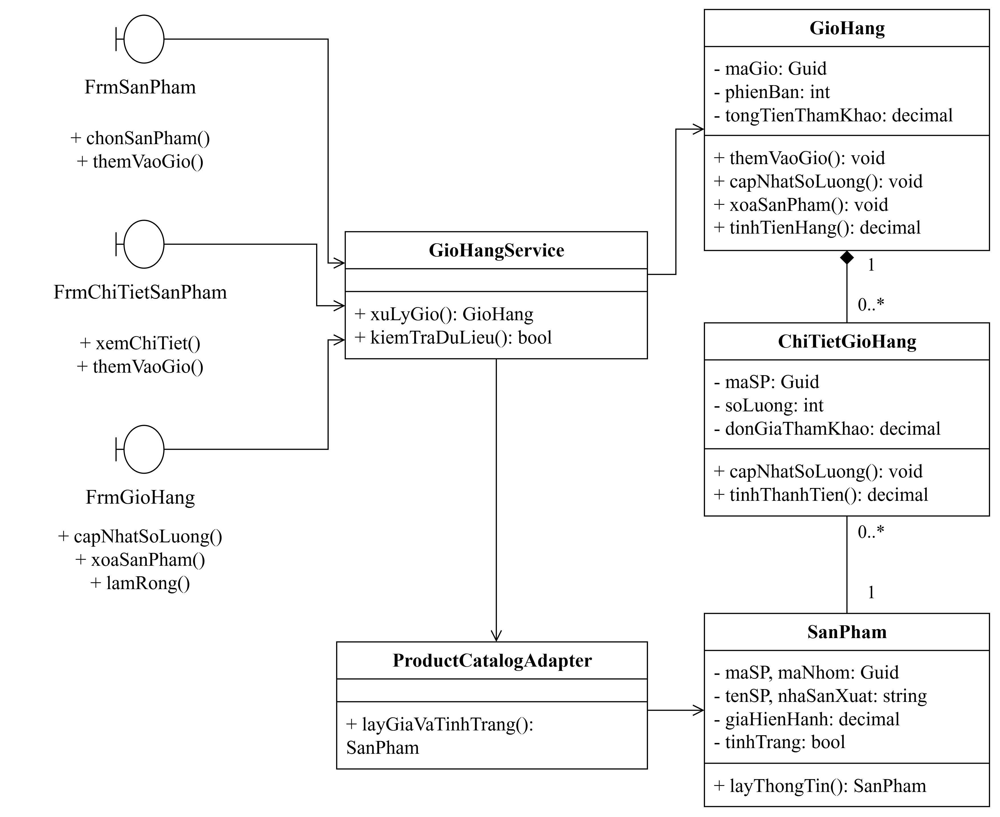 FrmSanPham
+ chonSanPham()
+ themVaoGio()
FrmChiTietSanPham
+ xemChiTiet()
+ themVaoGio()
FrmGioHang
+ capNhatSoLuong()
+ xoaSanPham()
+ lamRong()
GioHangService
+ xuLyGio(): GioHang
+ kiemTraDuLieu(): bool
ProductCatalogAdapter
+ layGiaVaTinhTrang():
SanPham
GioHang
- maGio: Guid
- phienBan: int
- tongTienThamKhao: decimal
+ themVaoGio(): void
+ capNhatSoLuong(): void
+ xoaSanPham(): void
+ tinhTienHang(): decimal
1
0..*
ChiTietGioHang
- maSP: Guid
- soLuong: int
- donGiaThamKhao: decimal
+ capNhatSoLuong(): void
+ tinhThanhTien(): decimal
0..*
1
SanPham
- maSP, maNhom: Guid
- tenSP, nhaSanXuat: string
- giaHienHanh: decimal
- tinhTrang: bool
+ layThongTin(): SanPham